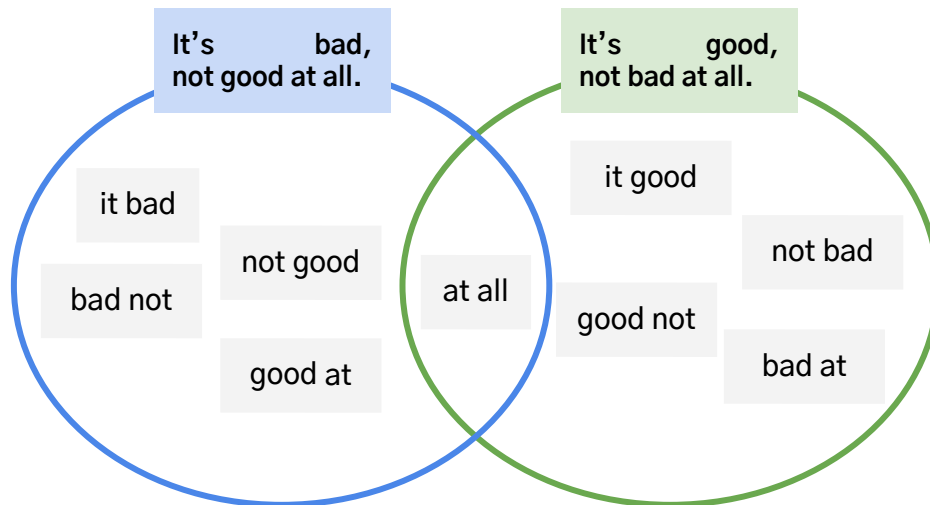 It’s bad,
not good at all.
It’s good,
not bad at all.
it bad
not good
bad not
good at
at all
it good
not bad
good not
bad at